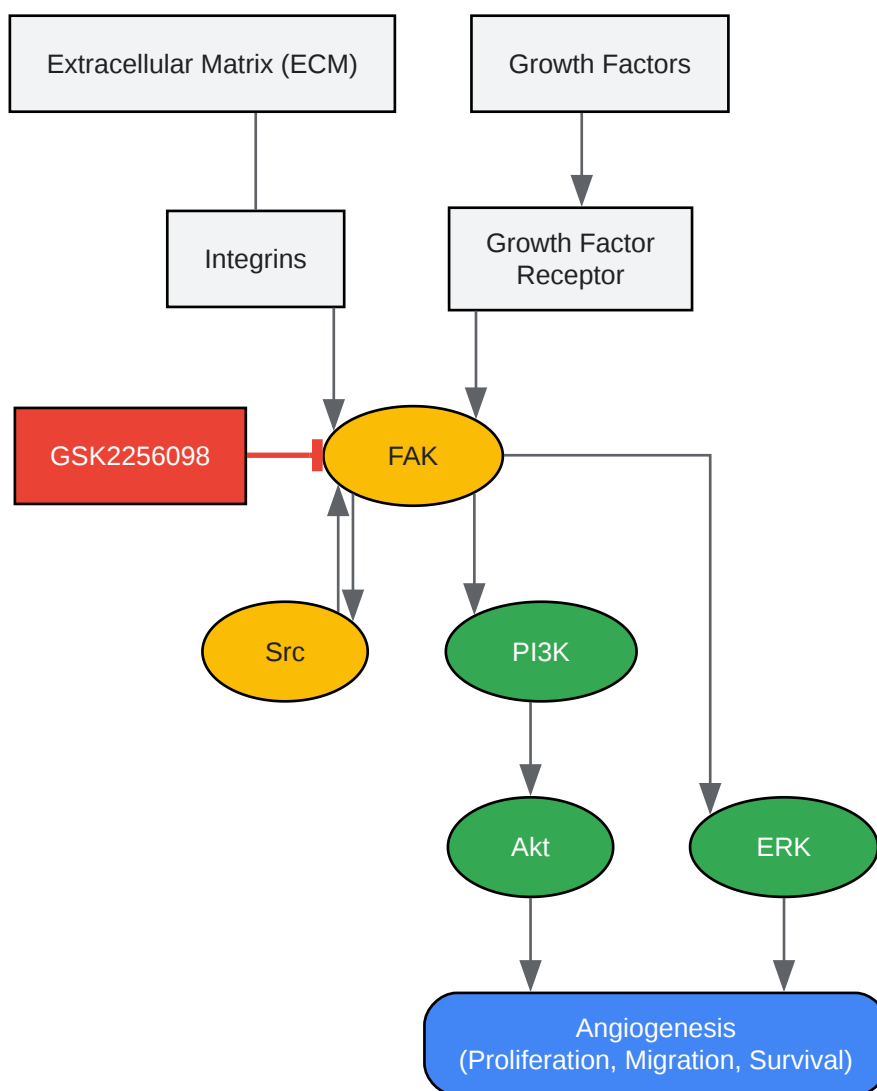 Extracellular Matrix (ECM)
Growth Factors
Integrins
Growth Factor
Receptor
GSK2256098
FAK
Src
PI3K
Akt
ERK
Angiogenesis
(Proliferation, Migration, Survival)